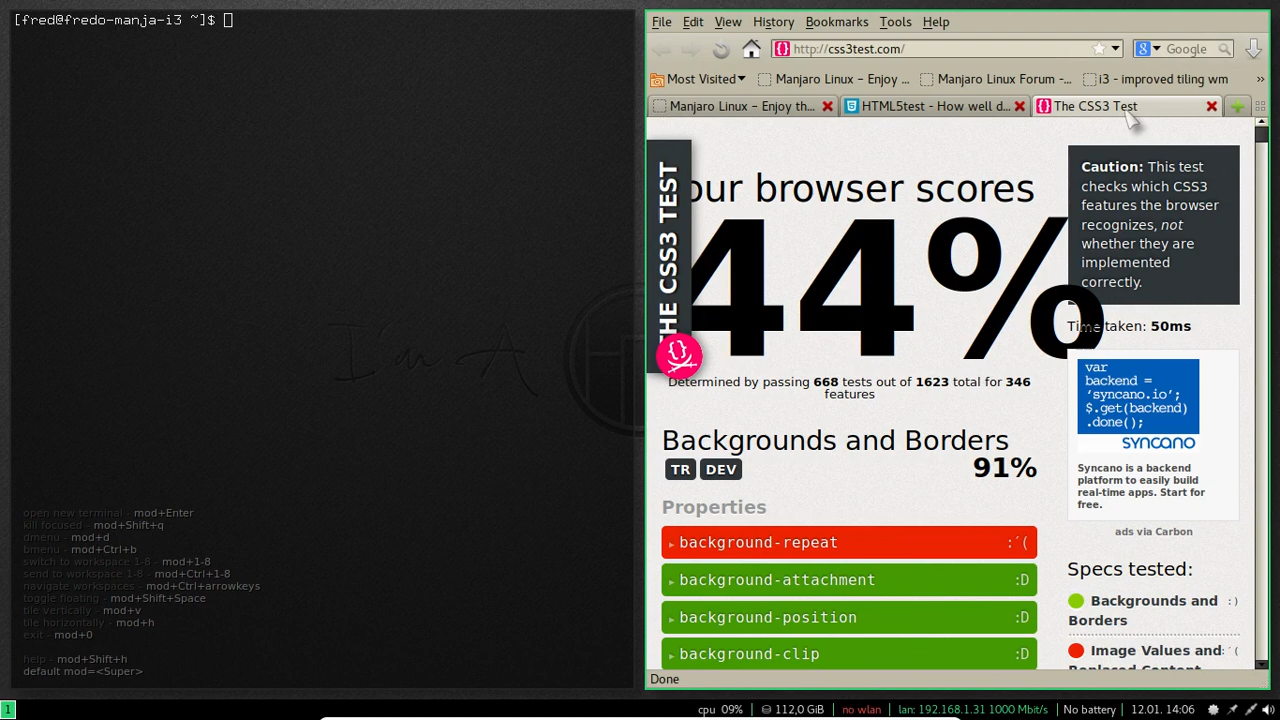 [fred@fredo-manja-i3 ~]$
open new terminal - mod+Enter
kill focused - mod+Shift+q
dmenu - mod+d
bmenu - mod+Ctrl+b
switch to workspace 1-8 - mod+1-8
send to workspace 1-8 - mod+Ctrl+1-8
navigate workspaces - mod+Ctrl+arrowkeys
toggle floating - mod+Shift+Space
tile vertically - mod+v
tile horizontally - mod+h
exit - mod+0
help - mod+Shift+h
default mod=<Super>
File Edit View History Bookmarks Tools Help
http://css3test.com/
Google
Most Visited Manjaro Linux – Enjoy ... Manjaro Linux Forum -... i3 - improved tiling wm »
Manjaro Linux – Enjoy th... HTML5test - How well d... The CSS3 Test
THE CSS3 TEST
our browser scores
44%
Determined by passing 668 tests out of 1623 total for 346
features
Backgrounds and Borders
TR DEV 91%
Properties
background-repeat :´(
background-attachment :D
background-position :D
background-clip :D
Caution: This test
checks which CSS3
features the browser
recognizes, not
whether they are
implemented
correctly.
Time taken: 50ms
var
backend =
'syncano.io';
$.get(backend)
.done();
SYNCANO
Syncano is a backend
platform to easily build
real-time apps. Start for
free.
ads via Carbon
Specs tested:
Backgrounds and :)
Borders
Image Values and :´(
Replaced Content
Done
1 cpu 09% | 112,0 GiB | no wlan | lan: 192.168.1.31 1000 Mbit/s | No battery | 12.01. 14:06